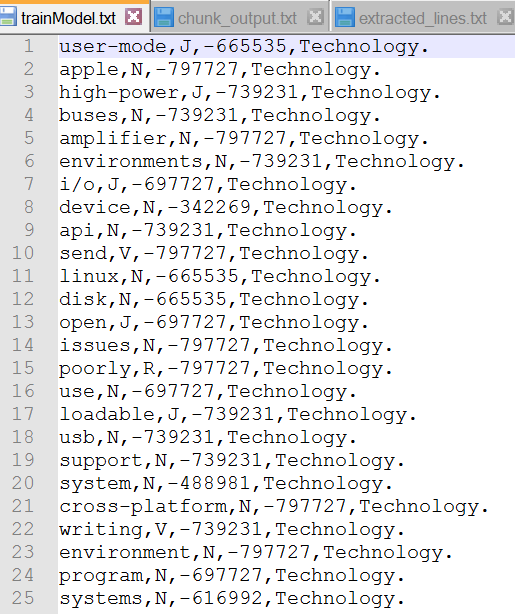 trainModel.txt chunk_output.txt extracted_lines.txt
1 user-mode,J,-665535,Technology.
2 apple,N,-797727,Technology.
3 high-power,J,-739231,Technology.
4 buses,N,-739231,Technology.
5 amplifier,N,-797727,Technology.
6 environments,N,-739231,Technology.
7 i/o,J,-697727,Technology.
8 device,N,-342269,Technology.
9 api,N,-739231,Technology.
10 send,V,-797727,Technology.
11 linux,N,-665535,Technology.
12 disk,N,-665535,Technology.
13 open,J,-697727,Technology.
14 issues,N,-797727,Technology.
15 poorly,R,-797727,Technology.
16 use,N,-697727,Technology.
17 loadable,J,-739231,Technology.
18 usb,N,-739231,Technology.
19 support,N,-739231,Technology.
20 system,N,-488981,Technology.
21 cross-platform,N,-797727,Technology.
22 writing,V,-739231,Technology.
23 environment,N,-797727,Technology.
24 program,N,-697727,Technology.
25 systems,N,-616992,Technology.